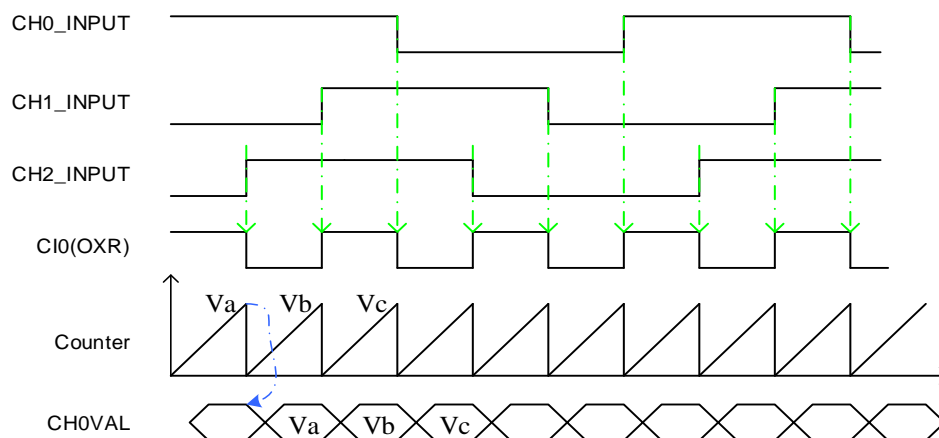 CH0_INPUT
CH1_INPUT
CH2_INPUT
CI0(OXR)
Va Vb Vc
Counter
CH0VAL Va Vb Vc